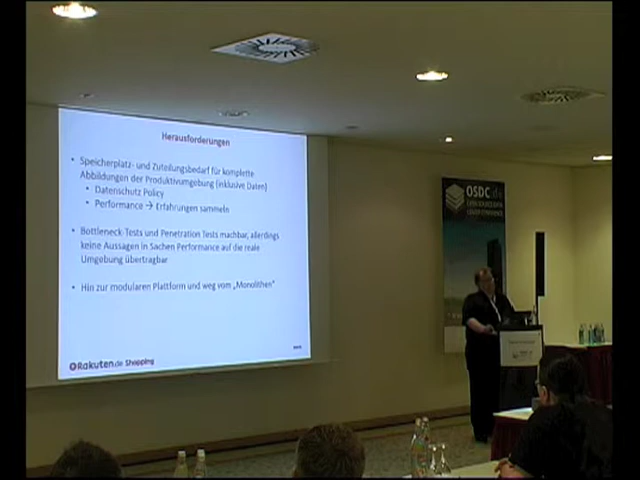 Herausforderungen
• Speicherplatz- und Zuteilungsbedarf für komplette
Abbildungen der Produktivumgebung (inklusive Daten)
• Datenschutz Policy
• Performance → Erfahrungen sammeln
• Bottleneck-Tests und Penetration Tests machbar, allerdings
keine Aussagen in Sachen Performance auf die reale
Umgebung übertragbar
• Hin zur modularen Plattform und weg vom „Monolithen"
Rakuten.de Shopping
OSDC.de
OPEN SOURCE DATA
CENTER CONFERENCE